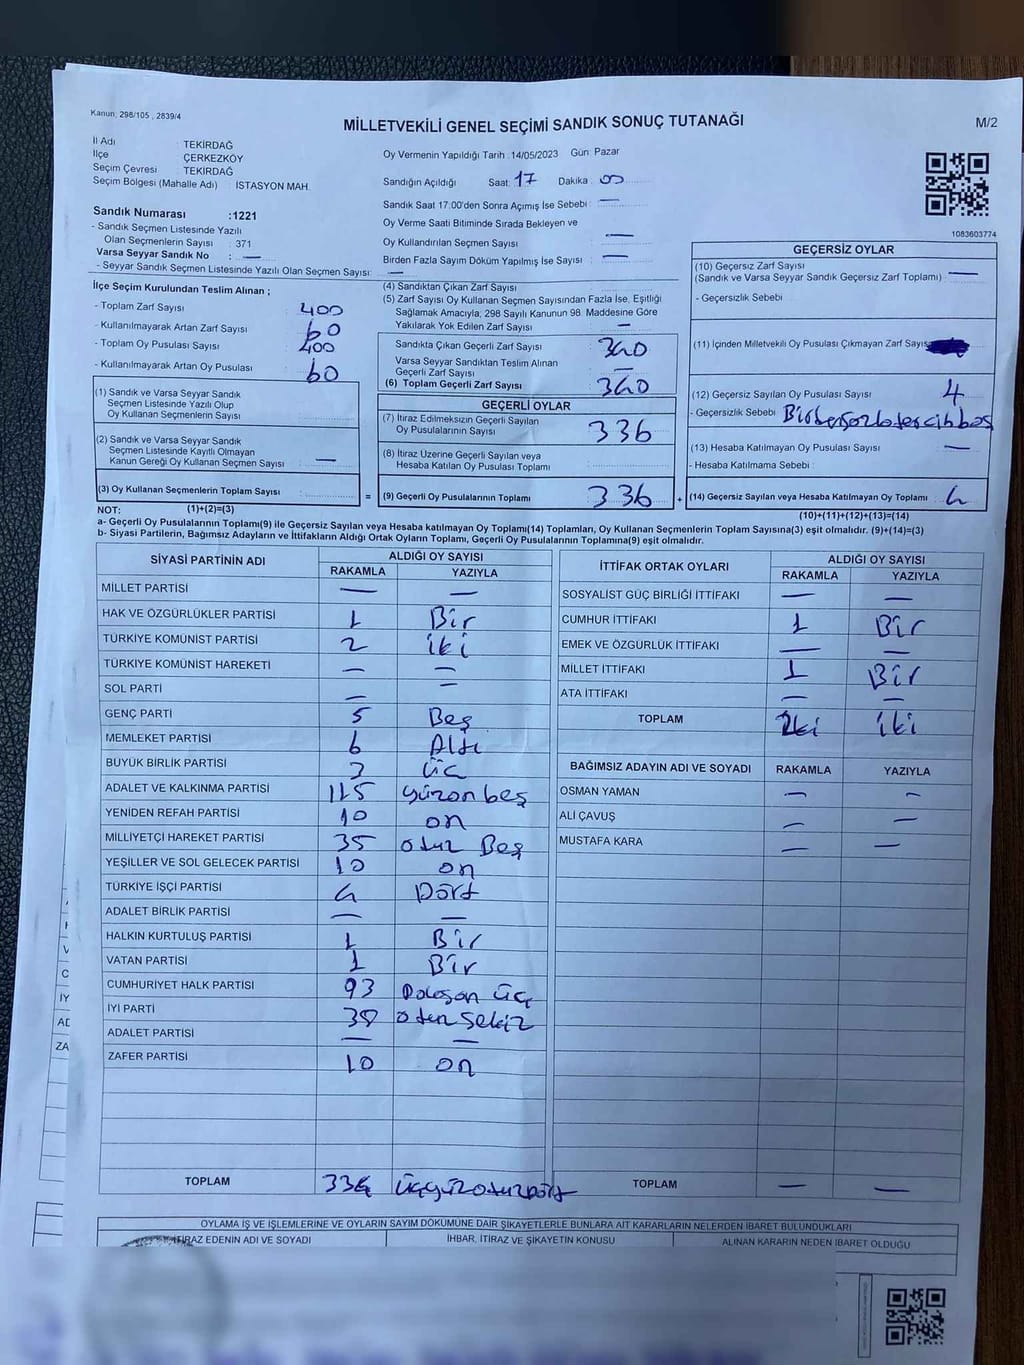 Kanun: 298/105 , 2839/4
MİLLETVEKİLİ GENEL SEÇİMİ SANDIK SONUÇ TUTANAĞI
M/2
İl Adı TEKİRDAĞ
İlçe ÇERKEZKÖY
Seçim Çevresi TEKİRDAĞ
Seçim Bölgesi (Mahalle Adı) : İSTASYON MAH.
Oy Vermenin Yapıldığı Tarih :14/05/2023 Gün: Pazar
Sandığın Açıldığı Saat: 17 Dakika : 00
Sandık Saat 17:00'den Sonra Açımış İse Sebebi : —
Oy Verme Saati Bitiminde Sırada Bekleyen ve
Oy Kullandırılan Seçmen Sayısı —
Birden Fazla Sayım Döküm Yapılmış İse Sayısı : —
1083603774
Sandık Numarası :1221
- Sandık Seçmen Listesinde Yazılı
Olan Seçmenlerin Sayısı : 371
Varsa Seyyar Sandık No : —
- Seyyar Sandık Seçmen Listesinde Yazılı Olan Seçmen Sayısı: —
İlçe Seçim Kurulundan Teslim Alınan ;
- Toplam Zarf Sayısı 400
- Kullanılmayarak Artan Zarf Sayısı 60
- Toplam Oy Pusulası Sayısı 400
- Kullanılmayarak Artan Oy Pusulası 60
(1) Sandık ve Varsa Seyyar Sandık
Seçmen Listesinde Yazılı Olup
Oy Kullanan Seçmenlerin Sayısı :
(2) Sandık ve Varsa Seyyar Sandık
Seçmen Listesinde Kayıtlı Olmayan
Kanun Gereği Oy Kullanan Seçmen Sayısı : —
(3) Oy Kullanan Seçmenlerin Toplam Sayısı :
(4) Sandıktan Çıkan Zarf Sayısı :
(5) Zarf Sayısı Oy Kullanan Seçmen Sayısından Fazla İse, Eşitliği
Sağlamak Amacıyla; 298 Sayılı Kanunun 98. Maddesine Göre
Yakılarak Yok Edilen Zarf Sayısı : —
Sandıkta Çıkan Geçerli Zarf Sayısı 340
Varsa Seyyar Sandıktan Teslim Alınan
Geçerli Zarf Sayısı : —
(6) Toplam Geçerli Zarf Sayısı 340
GEÇERLİ OYLAR
(7) İtiraz Edilmeksizin Geçerli Sayılan
Oy Pusulalarının Sayısı 336
(8) İtiraz Üzerine Geçerli Sayılan veya
Hesaba Katılan Oy Pusulası Toplamı :
= (9) Geçerli Oy Pusulalarının Toplamı 336 +
GEÇERSİZ OYLAR
(10) Geçersiz Zarf Sayısı
(Sandık ve Varsa Seyyar Sandık Geçersiz Zarf Toplamı) —
- Geçersizlik Sebebi :
(11) İçinden Milletvekili Oy Pusulası Çıkmayan Zarf Sayısı
(12) Geçersiz Sayılan Oy Pusulası Sayısı 4
- Geçersizlik Sebebi
(13) Hesaba Katılmayan Oy Pusulası Sayısı —
- Hesaba Katılmama Sebebi :
(14) Geçersiz Sayılan veya Hesaba Katılmayan Oy Toplamı 4
NOT: (1)+(2)=(3)
(10)+(11)+(12)+(13)=(14)
a- Geçerli Oy Pusulalarının Toplamı(9) ile Geçersiz Sayılan veya Hesaba katılmayan Oy Toplamı(14) Toplamları, Oy Kullanan Seçmenlerin Toplam Sayısına(3) eşit olmalıdır. (9)+(14)=(3)
b- Siyasi Partilerin, Bağımsız Adayların ve İttifakların Aldığı Ortak Oyların Toplamı, Geçerli Oy Pusulalarının Toplamına(9) eşit olmalıdır.
SİYASİ PARTİNİN ADI ALDIĞI OY SAYISI
RAKAMLA YAZIYLA
MİLLET PARTİSİ — —
HAK VE ÖZGÜRLÜKLER PARTİSİ 1 Bir
TÜRKİYE KOMÜNİST PARTİSİ 2 iki
TÜRKİYE KOMÜNİST HAREKETİ — —
SOL PARTİ — —
GENÇ PARTİ 5 Beş
MEMLEKET PARTİSİ 6 Altı
BÜYÜK BİRLİK PARTİSİ 3 Üç
ADALET VE KALKINMA PARTİSİ 115 yüzonbeş
YENİDEN REFAH PARTİSİ 10 on
MİLLİYETÇİ HAREKET PARTİSİ 35 otuz Beş
YEŞİLLER VE SOL GELECEK PARTİSİ 10 on
TÜRKİYE İŞÇİ PARTİSİ 4 Dört
ADALET BİRLİK PARTİSİ — —
HALKIN KURTULUŞ PARTİSİ 1 Bir
VATAN PARTİSİ 1 Bir
CUMHURİYET HALK PARTİSİ 93 Doksan üç
İYİ PARTİ 38 otuz sekiz
ADALET PARTİSİ — —
ZAFER PARTİSİ 10 on
TOPLAM 334 üçyüzotuzdört
İTTİFAK ORTAK OYLARI ALDIĞI OY SAYISI
RAKAMLA YAZIYLA
SOSYALİST GÜÇ BİRLİĞİ İTTİFAKI — —
CUMHUR İTTİFAKI 1 Bir
EMEK VE ÖZGÜRLÜK İTTİFAKI — —
MİLLET İTTİFAKI 1 Bir
ATA İTTİFAKI — —
TOPLAM 2ki iki
BAĞIMSIZ ADAYIN ADI VE SOYADI RAKAMLA YAZIYLA
OSMAN YAMAN — —
ALİ ÇAVUŞ — —
MUSTAFA KARA — —
TOPLAM — —
OYLAMA İŞ VE İŞLEMLERİNE VE OYLARIN SAYIM DÖKÜMÜNE DAİR ŞİKAYETLERLE BUNLARA AİT KARARLARIN NELERDEN İBARET BULUNDUKLARI
İTİRAZ EDENİN ADI VE SOYADI İHBAR, İTİRAZ VE ŞİKAYETİN KONUSU ALINAN KARARIN NEDEN İBARET OLDUĞU